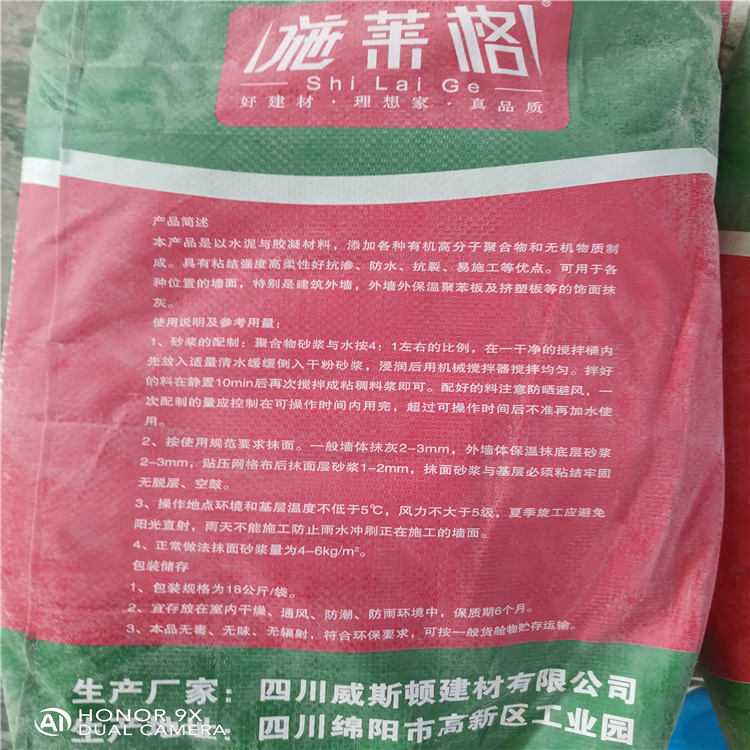 施莱格®
Shi Lai Ge
好建材·理想家·真品质
产品简述
本产品是以水泥与胶凝材料，添加各种有机高分子聚合物和无机物质制
成。具有粘结强度高柔性好抗渗、防水、抗裂、易施工等优点。可用于各
种位置的墙面，特别是建筑外墙，外墙外保温聚苯板及挤塑板等的饰面抹
灰。
使用说明及参考用量：
1、砂浆的配制：聚合物砂浆与水按4：1左右的比例，在一干净的搅拌桶内
先放入适量清水缓缓倒入干粉砂浆，浸润后用机械搅拌器搅拌均匀。拌好
的料在静置10min后再次搅拌成粘稠料浆即可。配好的料注意防晒避风，一
次配制的量应控制在可操作时间内用完，超过可操作时间后不准再加水使
用。
2、按使用规范要求抹面。一般墙体抹灰2-3mm，外墙体保温抹底层砂浆
2-3mm，贴压网格布后抹面层砂浆1-2mm，抹面砂浆与基层必须粘结牢固
无脱层、空鼓。
3、操作地点环境和基层温度不低于5℃，风力不大于5级，夏季旋工应避免
阳光直射，雨天不能施工防止雨水冲刷正在施工的墙面。
4、正常做法抹面砂浆量为4-6kg/m²。
包装储存
1、包装规格为18公斤/袋。
2、宜存放在室内干燥、通风、防潮、防雨环境中，保质期6个月。
3、本品无毒、无味、无辐射，符合环保要求，可按一般货舱物贮存运输。
生产厂家：四川威斯顿建材有限公司
生产 四川绵阳市高新区工业园
AI HONOR 9X
DUAL CAMERA